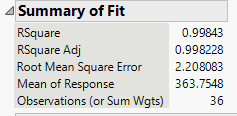 Summary of Fit
RSquare 0.99843
RSquare Adj 0.998228
Root Mean Square Error 2.208083
Mean of Response 363.7548
Observations (or Sum Wgts) 36